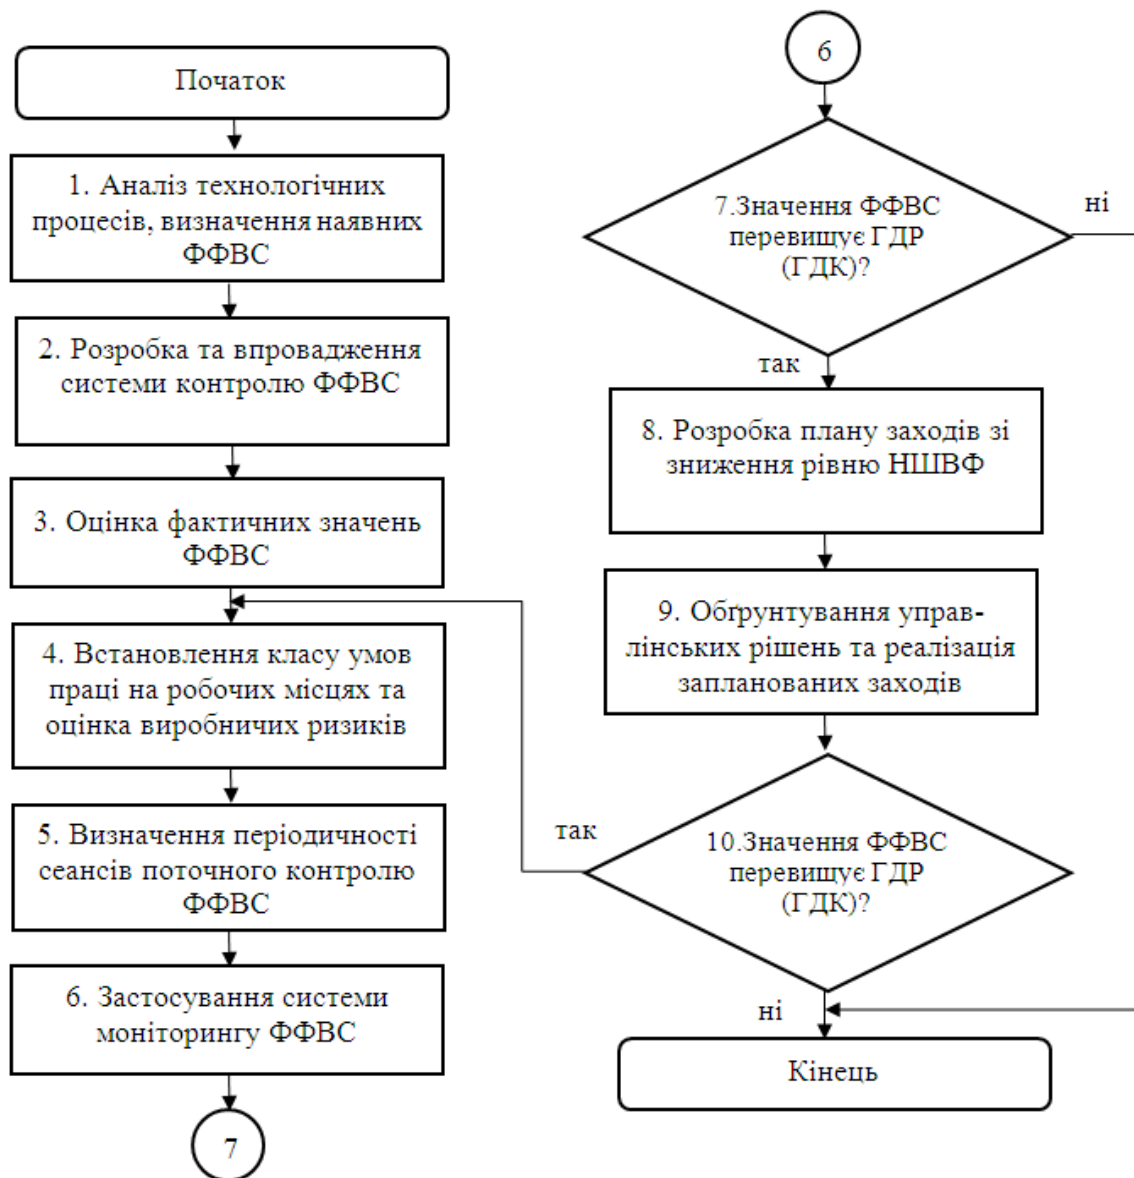 Початок
1. Аналіз технологічних
процесів, визначення наявних
ФФВС
2. Розробка та впровадження
системи контролю ФФВС
3. Оцінка фактичних значень
ФФВС
4. Встановлення класу умов
праці на робочих місцях та
оцінка виробничих ризиків
5. Визначення періодичності
сеансів поточного контролю
ФФВС
6. Застосування системи
моніторингу ФФВС
7
6
7.Значення ФФВС
перевищує ГДР
(ГДК)?
ні
так
8. Розробка плану заходів зі
зниження рівню НШВФ
9. Обґрунтування управ-
лінських рішень та реалізація
запланованих заходів
так
10.Значення ФФВС
перевищує ГДР
(ГДК)?
ні
Кінець